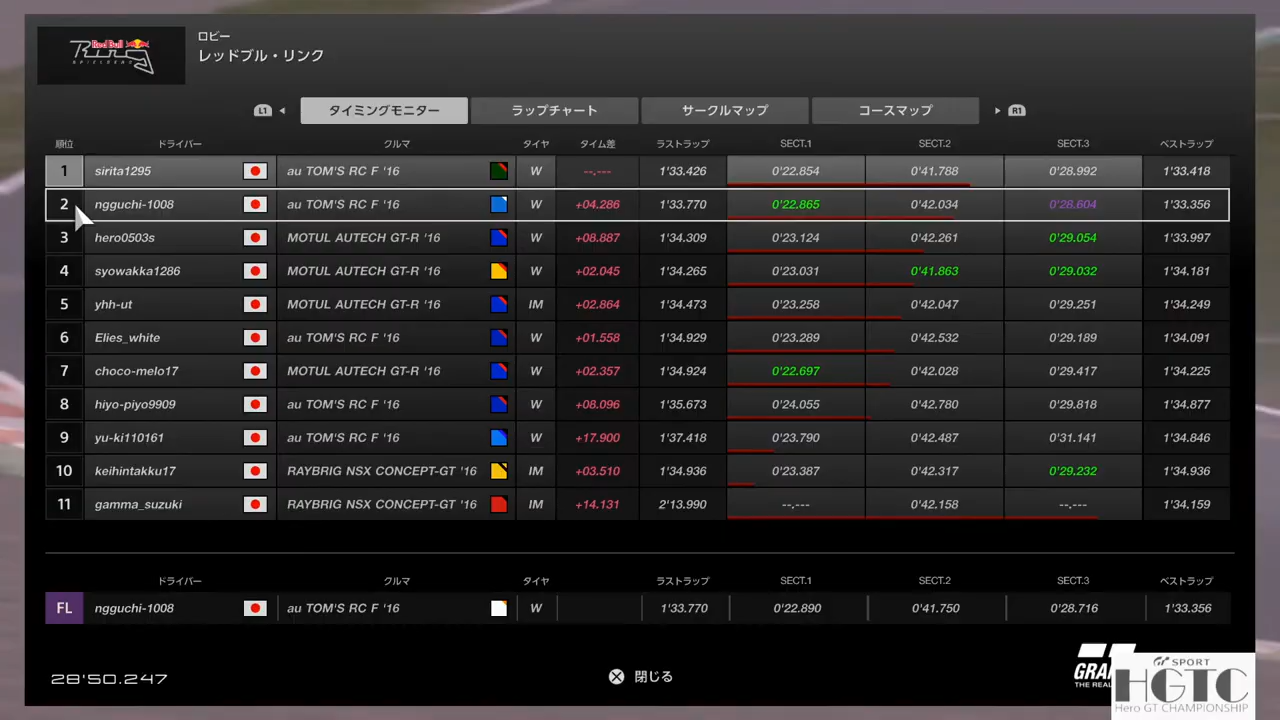 Red Bull
Ring
SPIELBERG
ロビー
レッドブル・リンク
L1 タイミングモニター ラップチャート サークルマップ コースマップ R1
順位 ドライバー クルマ タイヤ タイム差 ラストラップ SECT.1 SECT.2 SECT.3 ベストラップ
1 sirita1295 au TOM'S RC F '16 W --.--- 1'33.426 0'22.854 0'41.788 0'28.992 1'33.418
2 ngguchi-1008 au TOM'S RC F '16 W +04.286 1'33.770 0'22.865 0'42.034 0'28.604 1'33.356
3 hero0503s MOTUL AUTECH GT-R '16 W +08.887 1'34.309 0'23.124 0'42.261 0'29.054 1'33.997
4 syowakka1286 MOTUL AUTECH GT-R '16 W +02.045 1'34.265 0'23.031 0'41.863 0'29.032 1'34.181
5 yhh-ut MOTUL AUTECH GT-R '16 IM +02.864 1'34.473 0'23.258 0'42.047 0'29.251 1'34.249
6 Elies_white au TOM'S RC F '16 W +01.558 1'34.929 0'23.289 0'42.532 0'29.189 1'34.091
7 choco-melo17 MOTUL AUTECH GT-R '16 W +02.357 1'34.924 0'22.697 0'42.028 0'29.417 1'34.225
8 hiyo-piyo9909 au TOM'S RC F '16 W +08.096 1'35.673 0'24.055 0'42.780 0'29.818 1'34.877
9 yu-ki110161 au TOM'S RC F '16 W +17.900 1'37.418 0'23.790 0'42.487 0'31.141 1'34.846
10 keihintakku17 RAYBRIG NSX CONCEPT-GT '16 IM +03.510 1'34.936 0'23.387 0'42.317 0'29.232 1'34.936
11 gamma_suzuki RAYBRIG NSX CONCEPT-GT '16 IM +14.131 2'13.990 --.--- 0'42.158 --.--- 1'34.159
ドライバー クルマ タイヤ ラストラップ SECT.1 SECT.2 SECT.3 ベストラップ
FL ngguchi-1008 au TOM'S RC F '16 W 1'33.770 0'22.890 0'41.750 0'28.716 1'33.356
28'50.247
閉じる
GRA
THE REAL
SPORT
HGTC
Hero GT CHAMPIONSHIP